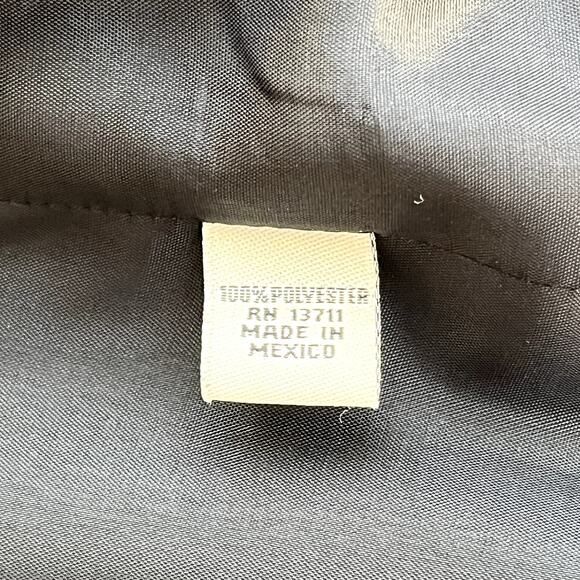 100% POLYESTER
RN 13711
MADE IN
MEXICO